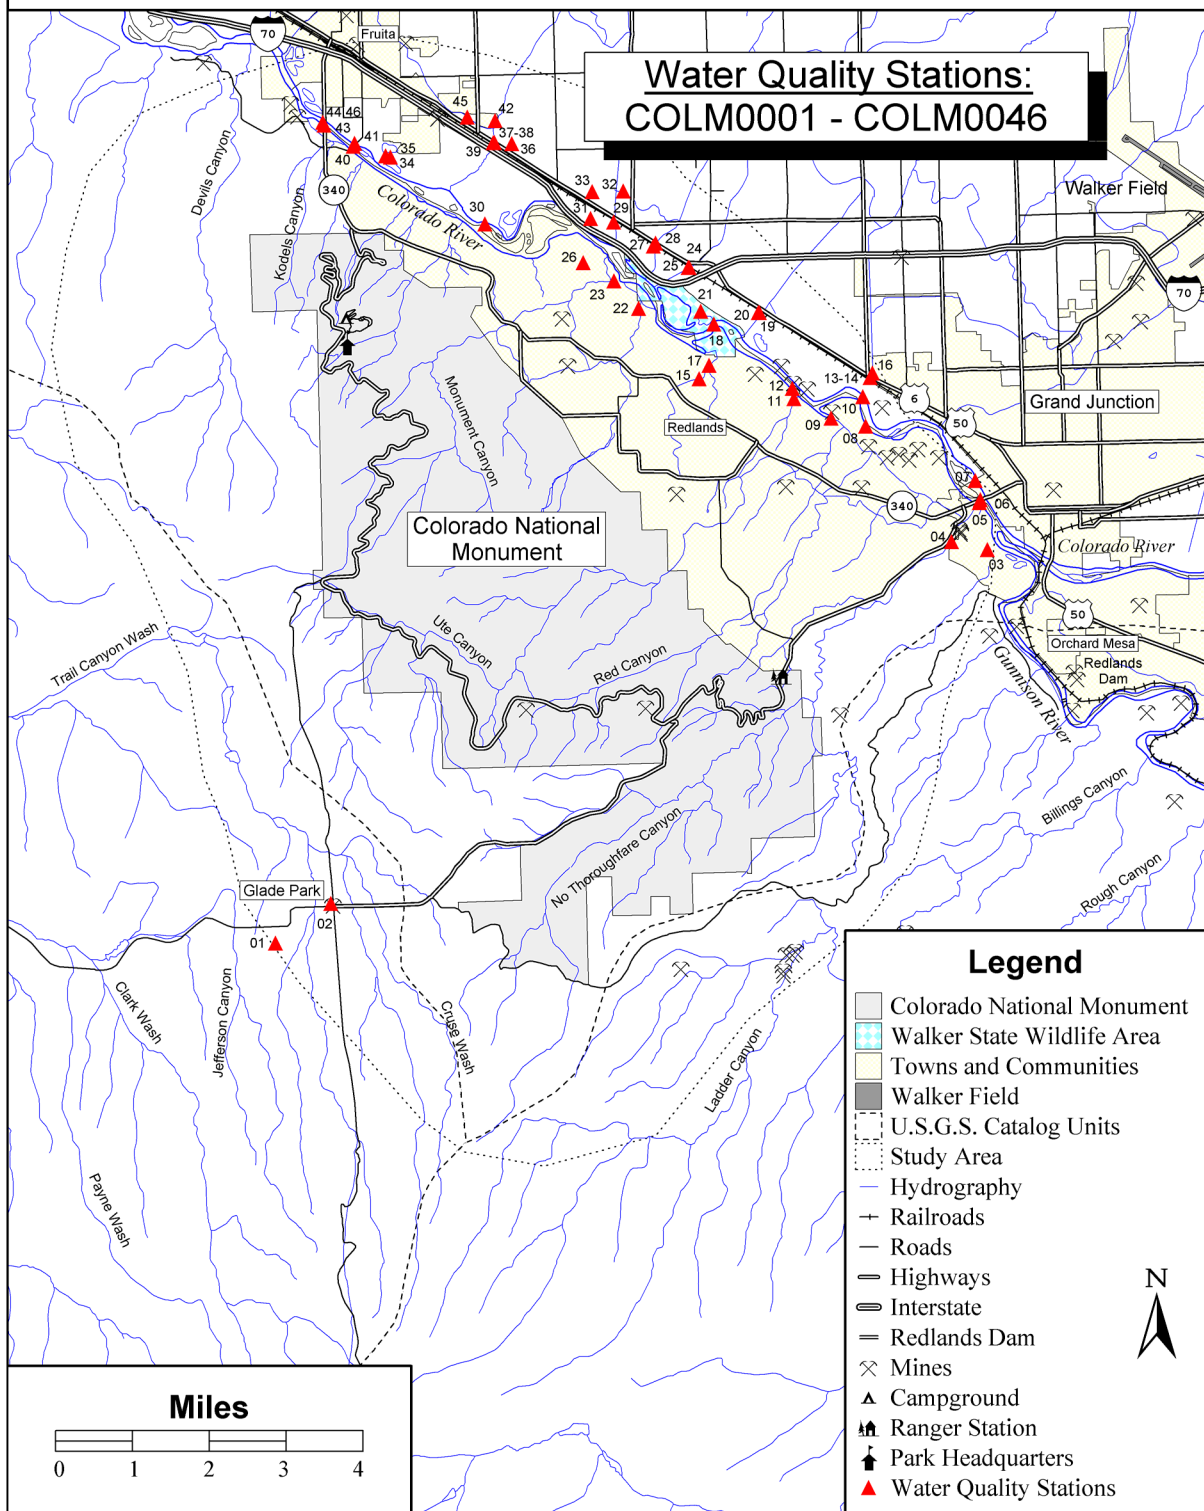 Water Quality Stations:
COLM0001 - COLM0046
70
Fruita
45
42
44
46
43
41
37-38
36
39
35
34
40
Devils Canyon
340
Kodels Canyon
Colorado River
30
33
32
31
29
28
27
24
25
26
23
22
21
20
19
18
Walker Field
70
17
15
16
13-14
12
11
10
09
08
6
50
Grand Junction
Redlands
Monument Canyon
07
06
05
04
03
340
Colorado River
Colorado National
Monument
50
Orchard Mesa
Redlands
Dam
Gunnison River
Trail Canyon Wash
Ute Canyon
Red Canyon
Billings Canyon
Rough Canyon
No Thoroughfare Canyon
Glade Park
02
01
Clark Wash
Jefferson Canyon
Cruse Wash
Ladder Canyon
Payne Wash
Legend
Colorado National Monument
Walker State Wildlife Area
Towns and Communities
Walker Field
U.S.G.S. Catalog Units
Study Area
Hydrography
Railroads
Roads
Highways
Interstate
Redlands Dam
Mines
Campground
Ranger Station
Park Headquarters
Water Quality Stations
N
Miles
0 1 2 3 4